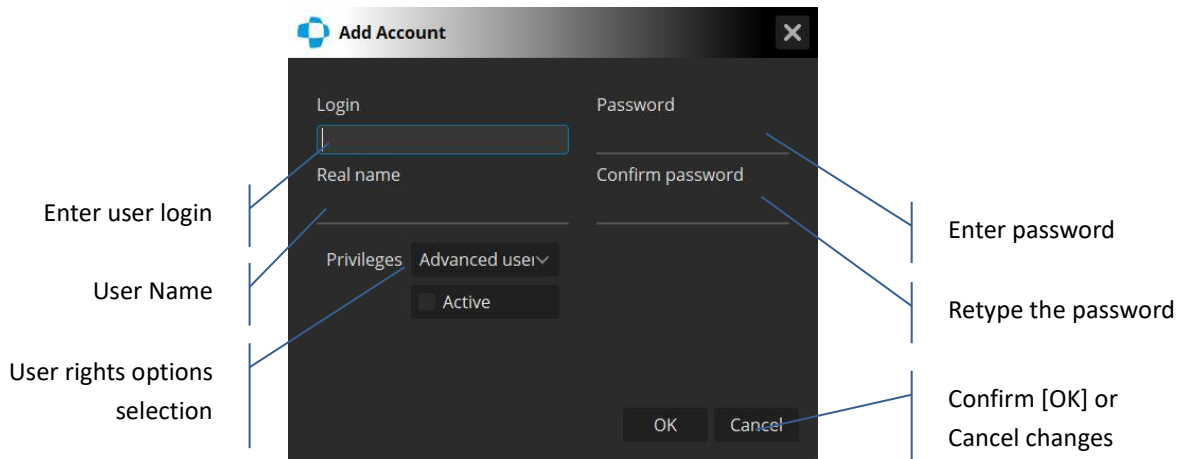 Add Account
Login
Password
Real name
Confirm password
Privileges
Advanced user
Active
OK
Cancel
Enter user login
User Name
User rights options
selection
Enter password
Retype the password
Confirm [OK] or
Cancel changes